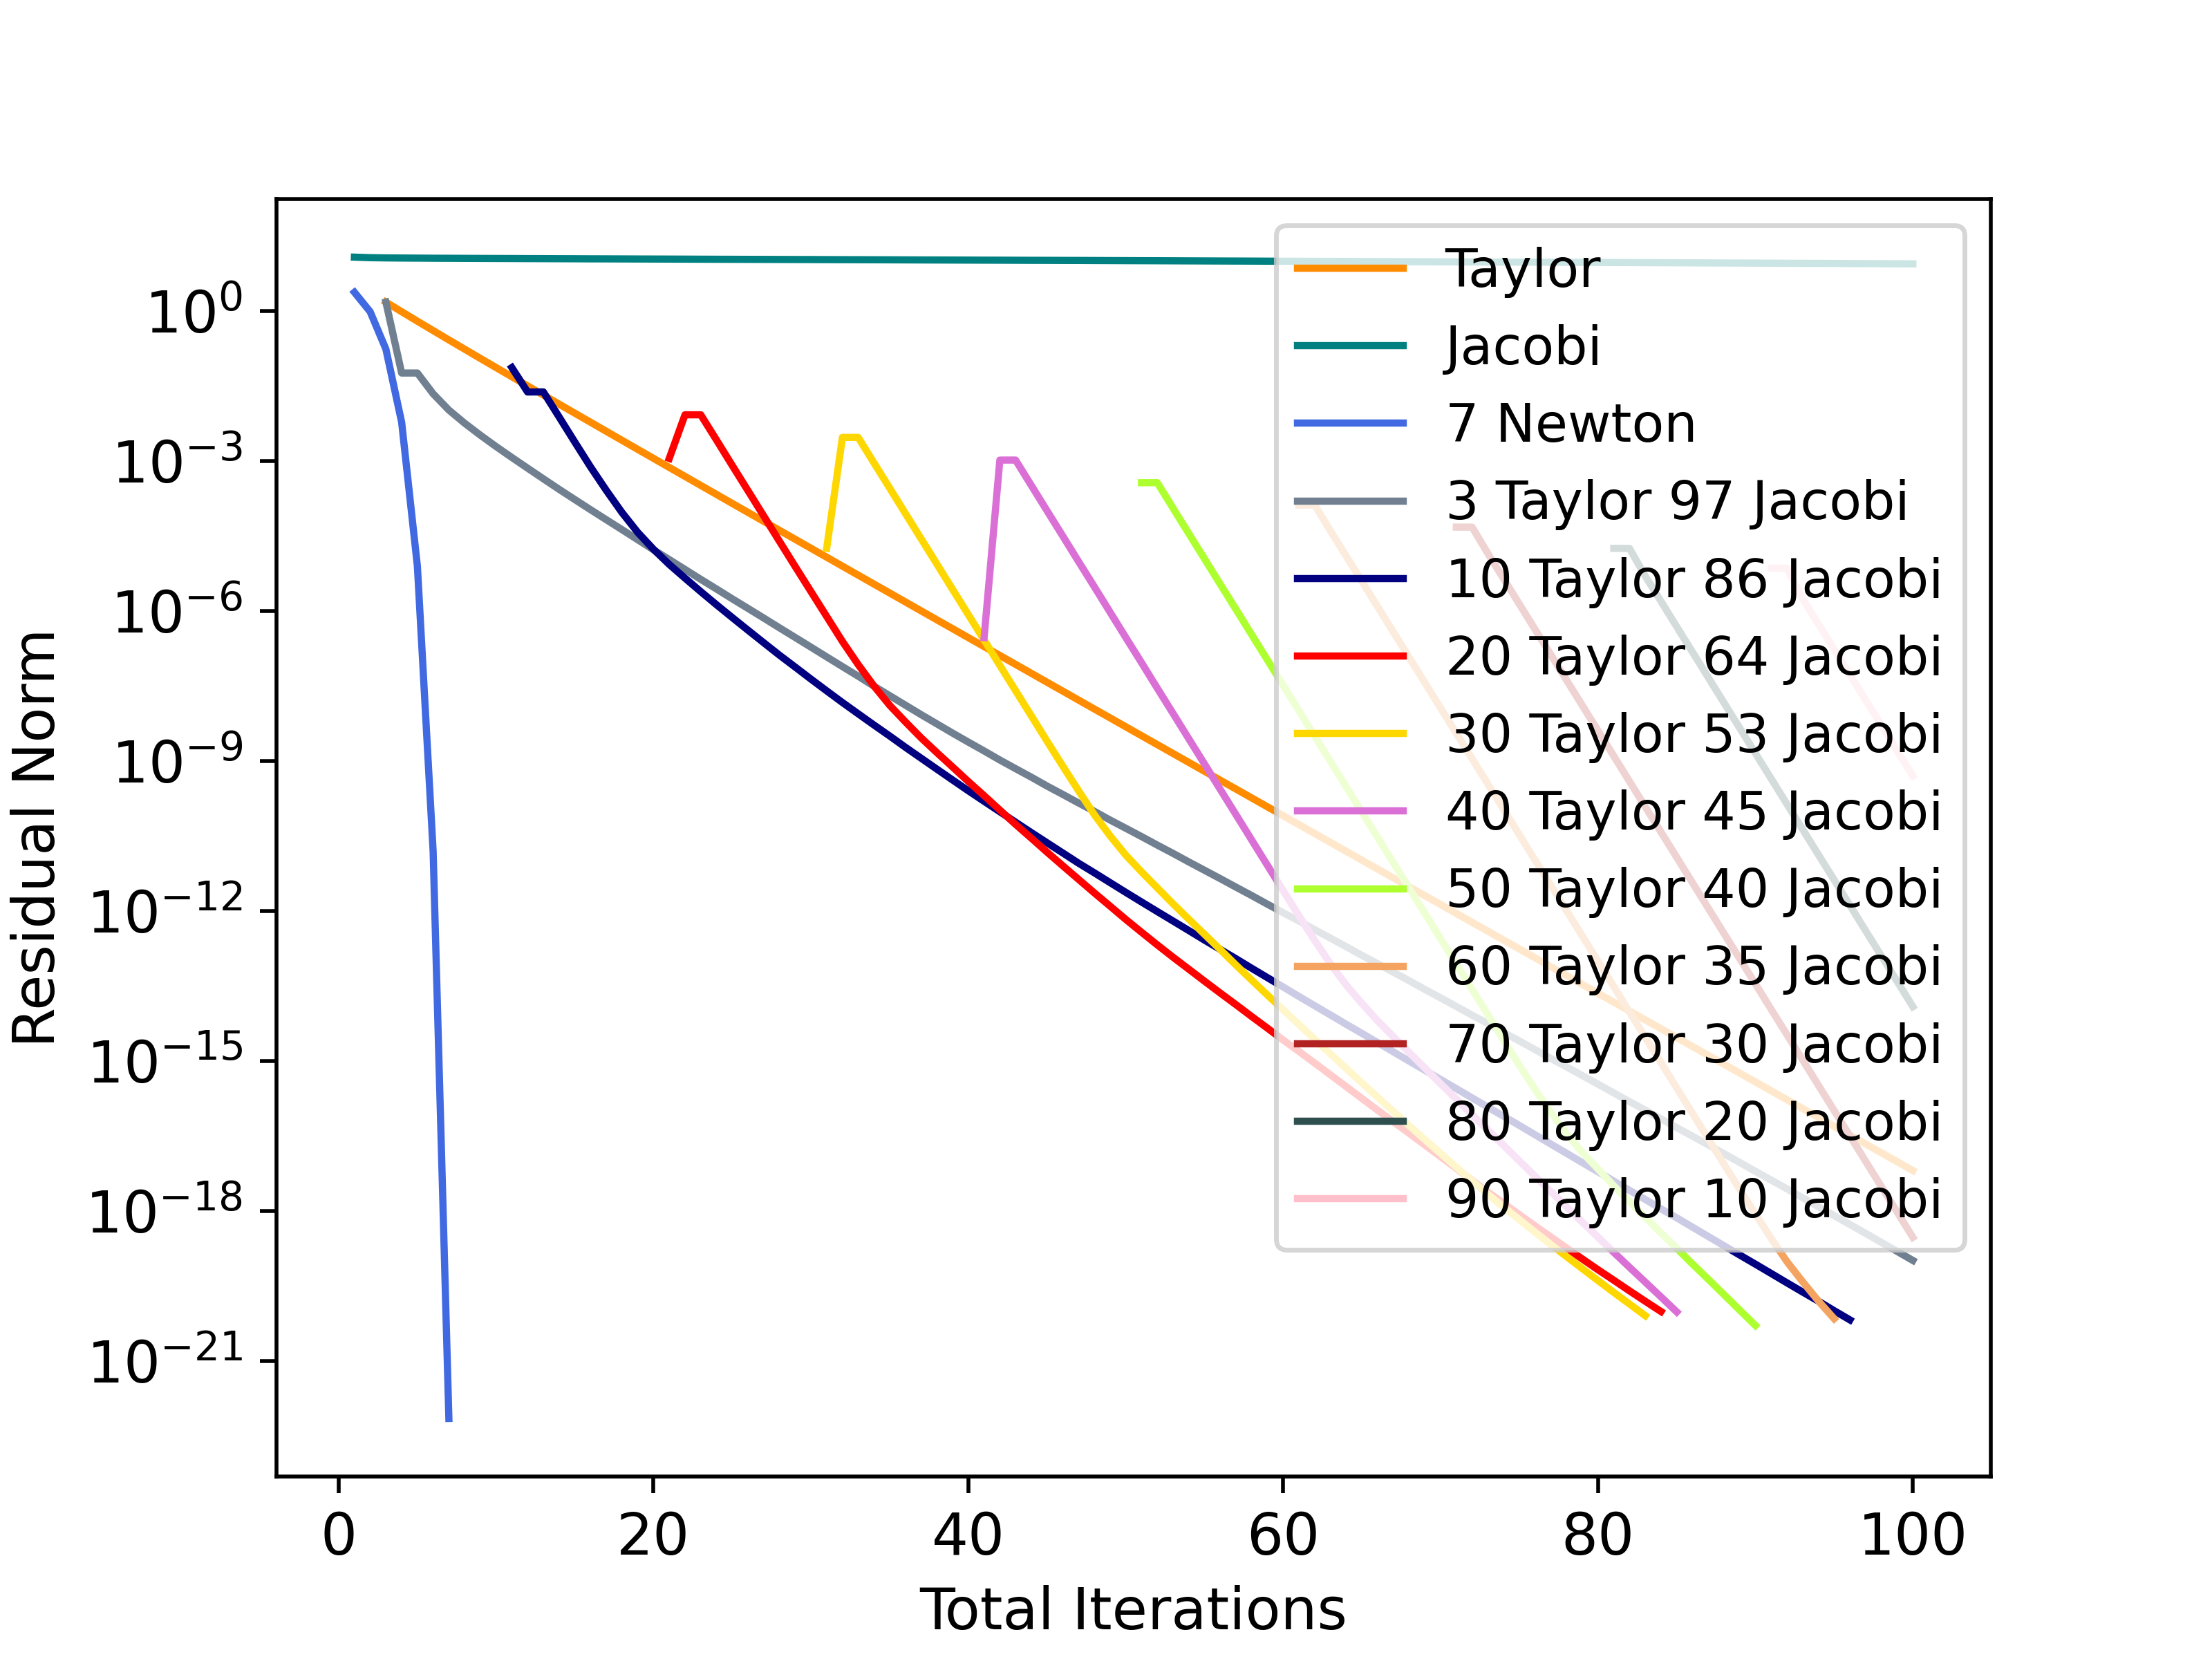 Residual Norm
10⁰
10⁻³
10⁻⁶
10⁻⁹
10⁻¹²
10⁻¹⁵
10⁻¹⁸
10⁻²¹
Taylor
Jacobi
7 Newton
3 Taylor 97 Jacobi
10 Taylor 86 Jacobi
20 Taylor 64 Jacobi
30 Taylor 53 Jacobi
40 Taylor 45 Jacobi
50 Taylor 40 Jacobi
60 Taylor 35 Jacobi
70 Taylor 30 Jacobi
80 Taylor 20 Jacobi
90 Taylor 10 Jacobi
0 20 40 60 80 100
Total Iterations